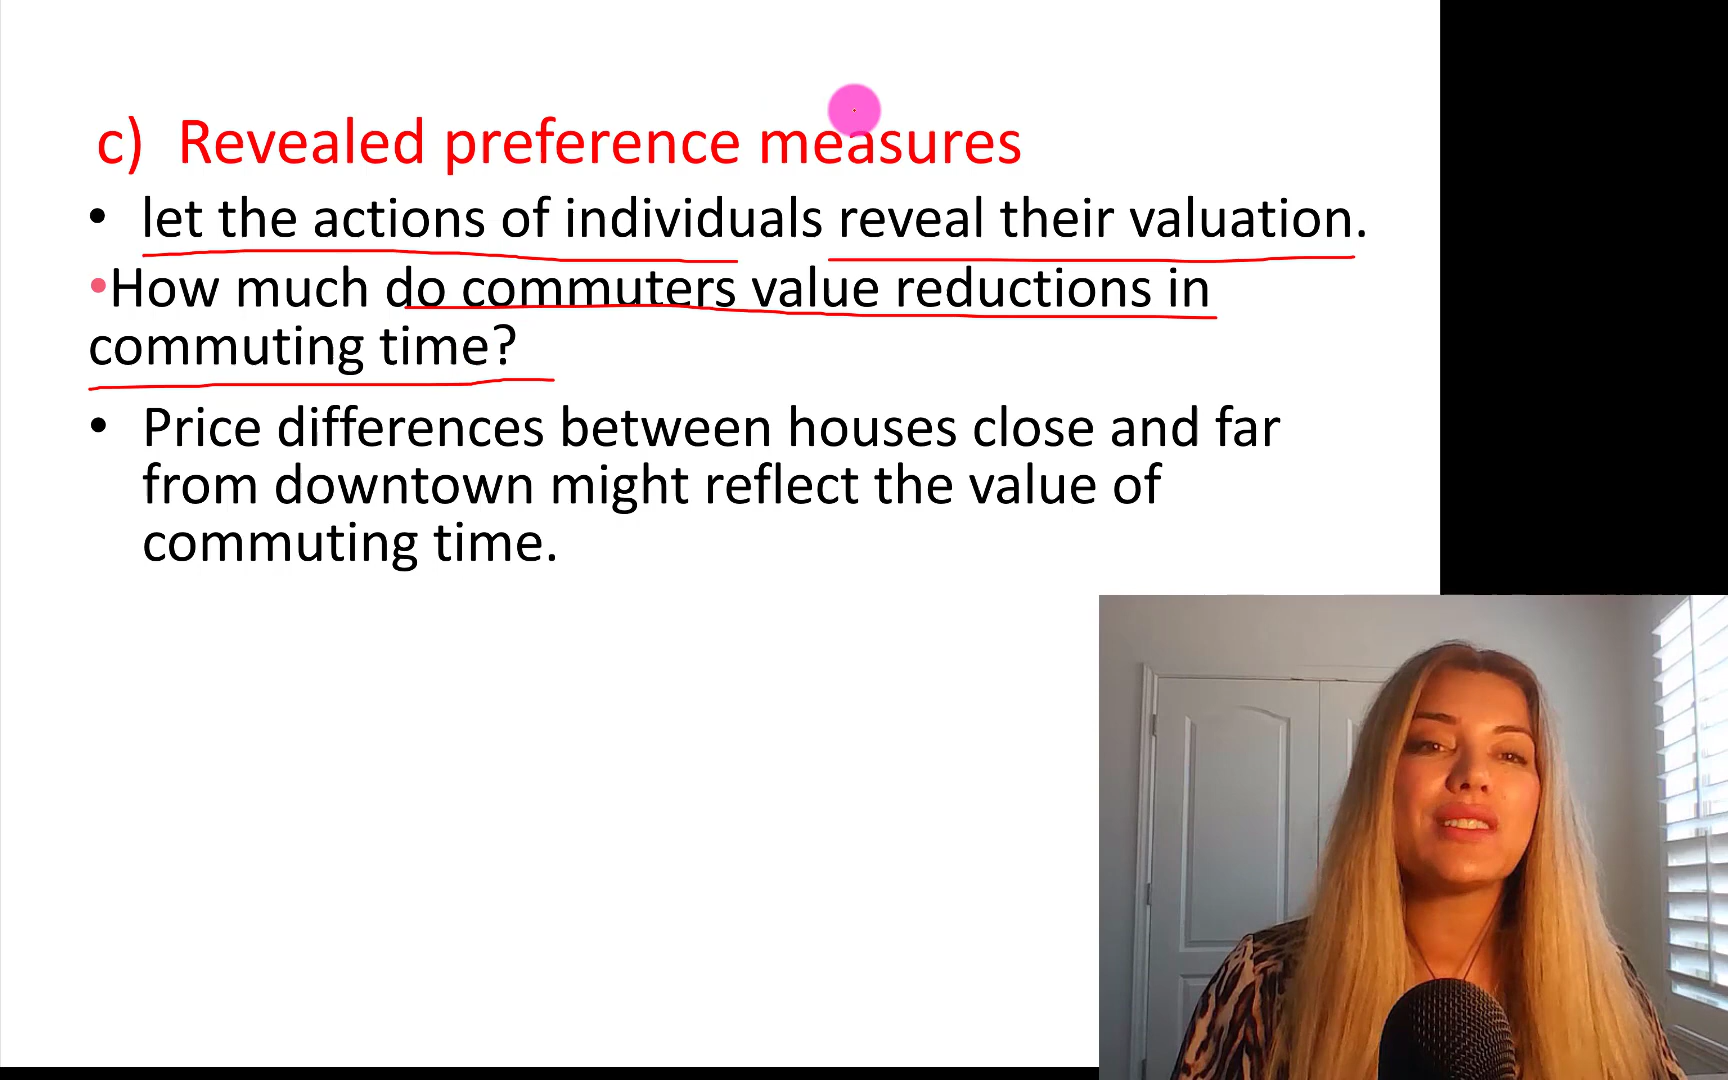 c) Revealed preference measures
• let the actions of individuals reveal their valuation.
•How much do commuters value reductions in
commuting time?
• Price differences between houses close and far
from downtown might reflect the value of
commuting time.